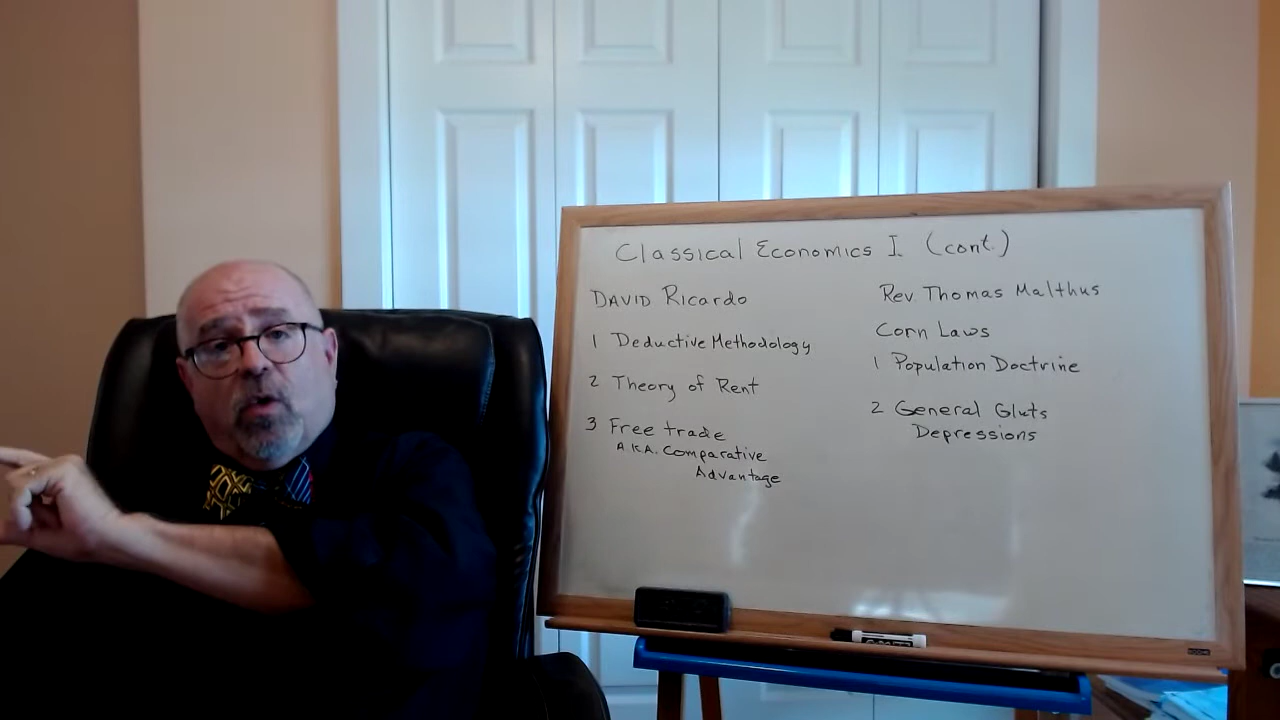 Classical Economics I. (cont.)
DAVID Ricardo
1 Deductive Methodology
2 Theory of Rent
3 Free trade
A.K.A. Comparative
Advantage
Rev Thomas Malthus
Corn Laws
1 Population Doctrine
2 General Gluts
Depressions